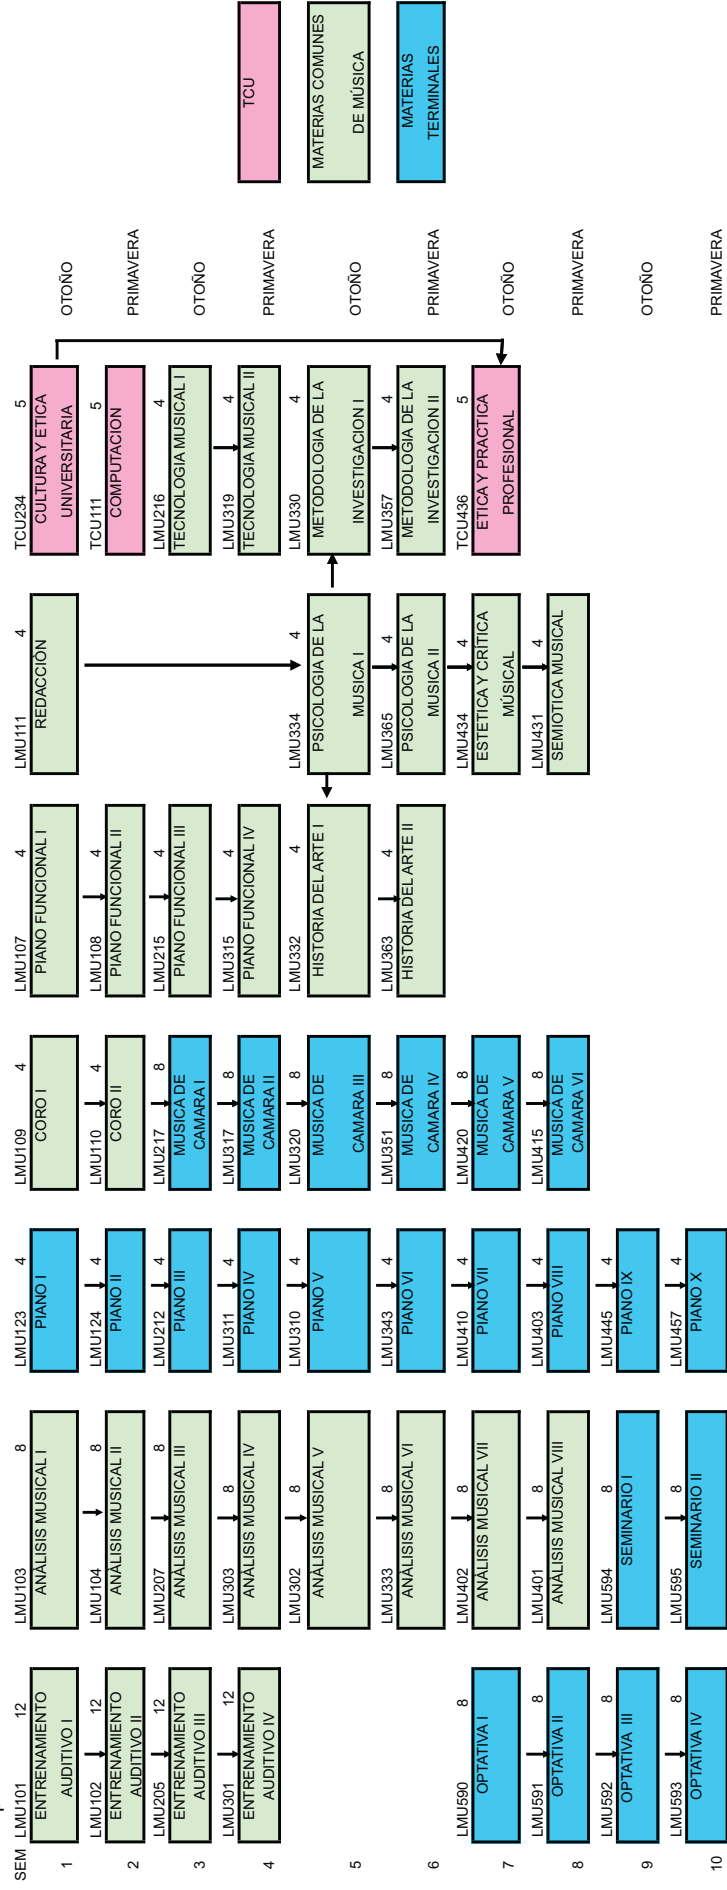 SEM
LMU101 12
ENTRENAMIENTO
AUDITIVO I
LMU103 8
ANÀLISIS MUSICAL I
LMU123 4
PIANO I
LMU109 4
CORO I
LMU107 4
PIANO FUNCIONAL I
LMU111 4
REDACCIÒN
TCU234 5
CULTURA Y ETICA
UNIVERSITARIA
1
OTOÑO
LMU102 12
ENTRENAMIENTO
AUDITIVO II
LMU104 8
ANÀLISIS MUSICAL II
LMU124 4
PIANO II
LMU110 4
CORO II
LMU108 4
PIANO FUNCIONAL II
TCU111 5
COMPUTACION
2
PRIMAVERA
LMU205 12
ENTRENAMIENTO
AUDITIVO III
LMU207 8
ANÀLISIS MUSICAL III
LMU212 4
PIANO III
LMU217 8
MUSICA DE
CAMARA I
LMU215 4
PIANO FUNCIONAL III
LMU216 4
TECNOLOGIA MUSICAL I
3
OTOÑO
LMU301 12
ENTRENAMIENTO
AUDITIVO IV
LMU303 8
ANÀLISIS MUSICAL IV
LMU311 4
PIANO IV
LMU317 8
MUSICA DE
CAMARA II
LMU315 4
PIANO FUNCIONAL IV
LMU319 4
TECNOLOGIA MUSICAL II
4
PRIMAVERA
LMU302 8
ANÀLISIS MUSICAL V
LMU310 4
PIANO V
LMU320 8
MUSICA DE
CAMARA III
LMU332 4
HISTORIA DEL ARTE I
LMU334 4
PSICOLOGIA DE LA
MUSICA I
LMU330 4
METODOLOGIA DE LA
INVESTIGACION I
5
OTOÑO
LMU333 8
ANÀLISIS MUSICAL VI
LMU343 4
PIANO VI
LMU351 8
MUSICA DE
CAMARA IV
LMU363 4
HISTORIA DEL ARTE II
LMU365 4
PSICOLOGIA DE LA
MUSICA II
LMU357 4
METODOLOGIA DE LA
INVESTIGACION II
6
PRIMAVERA
LMU590 8
OPTATIVA I
LMU402 8
ANÀLISIS MUSICAL VII
LMU410 4
PIANO VII
LMU420 8
MUSICA DE
CAMARA V
LMU434 4
ESTETICA Y CRÍTICA
MÚSICAL
TCU436 5
ETICA Y PRACTICA
PROFESIONAL
7
OTOÑO
LMU591 8
OPTATIVA II
LMU401 8
ANÀLISIS MUSICAL VIII
LMU403 4
PIANO VIII
LMU415 8
MUSICA DE
CAMARA VI
LMU431 4
SEMIOTICA MUSICAL
8
PRIMAVERA
LMU592 8
OPTATIVA III
LMU594 8
SEMINARIO I
LMU445 4
PIANO IX
9
OTOÑO
LMU593 8
OPTATIVA IV
LMU595 8
SEMINARIO II
LMU457 4
PIANO X
10
PRIMAVERA
TCU
MATERIAS COMUNES
DE MÚSICA
MATERIAS
TERMINALES